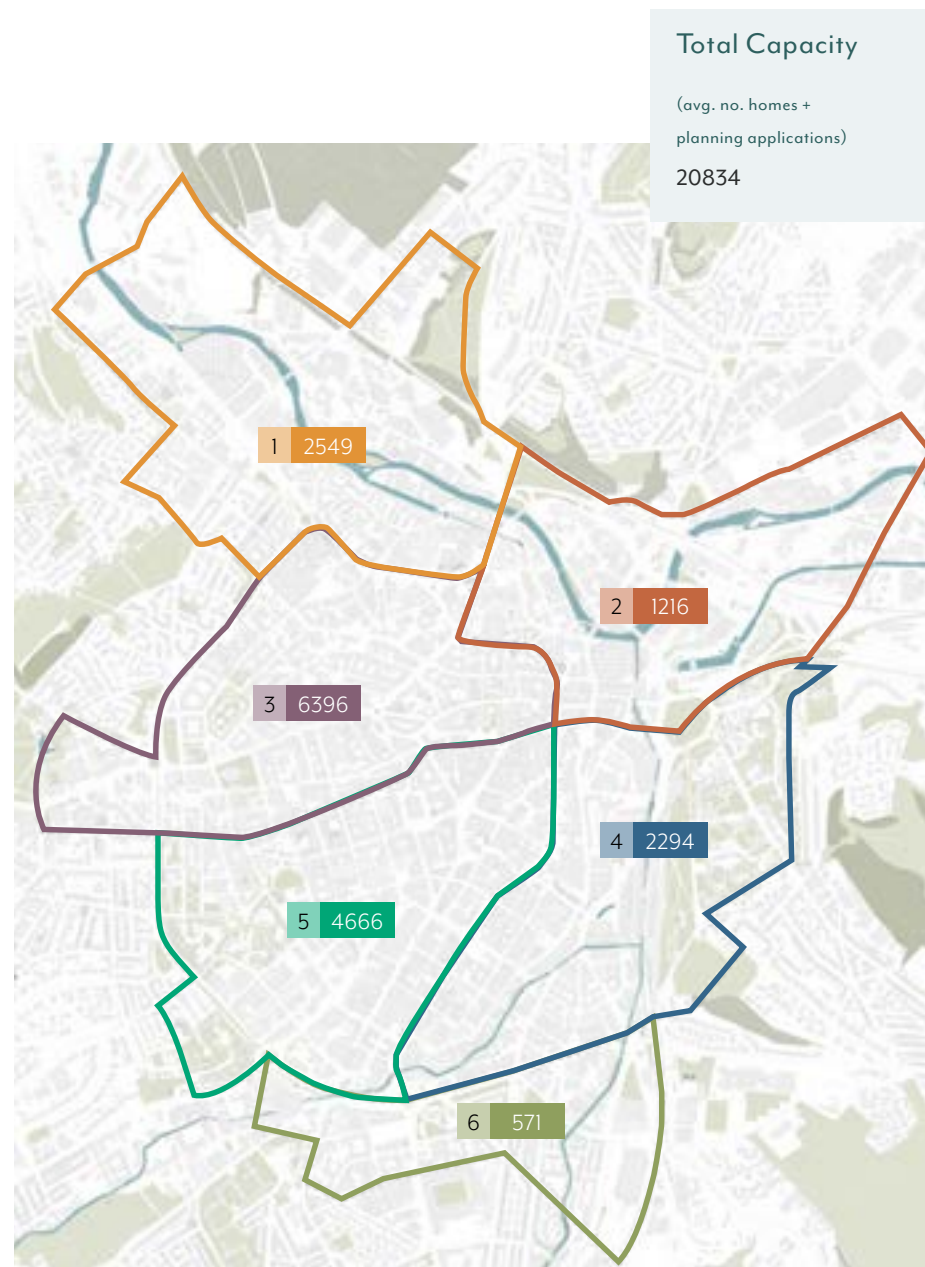 Total Capacity
(avg. no. homes +
planning applications)
20834
1 2549
2 1216
3 6396
4 2294
5 4666
6 571